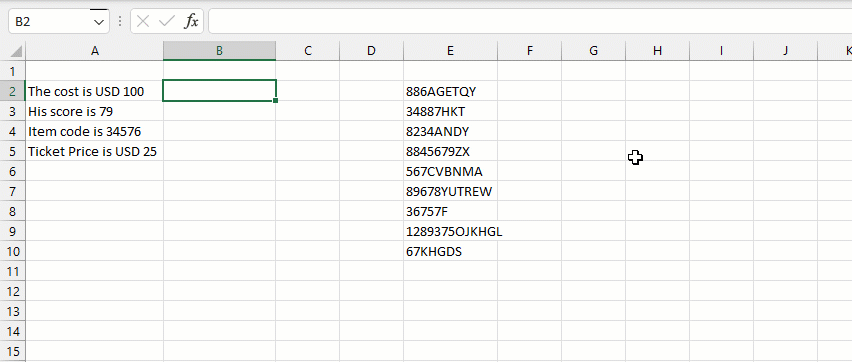 B2 fx
A B C D E F G H I J K
1
2 The cost is USD 100 886AGETQY
3 His score is 79 34887HKT
4 Item code is 34576 8234ANDY
5 Ticket Price is USD 25 8845679ZX
6 567CVBNMA
7 89678YUTREW
8 36757F
9 1289375OJKHGL
10 67KHGDS
11
12
13
14
15